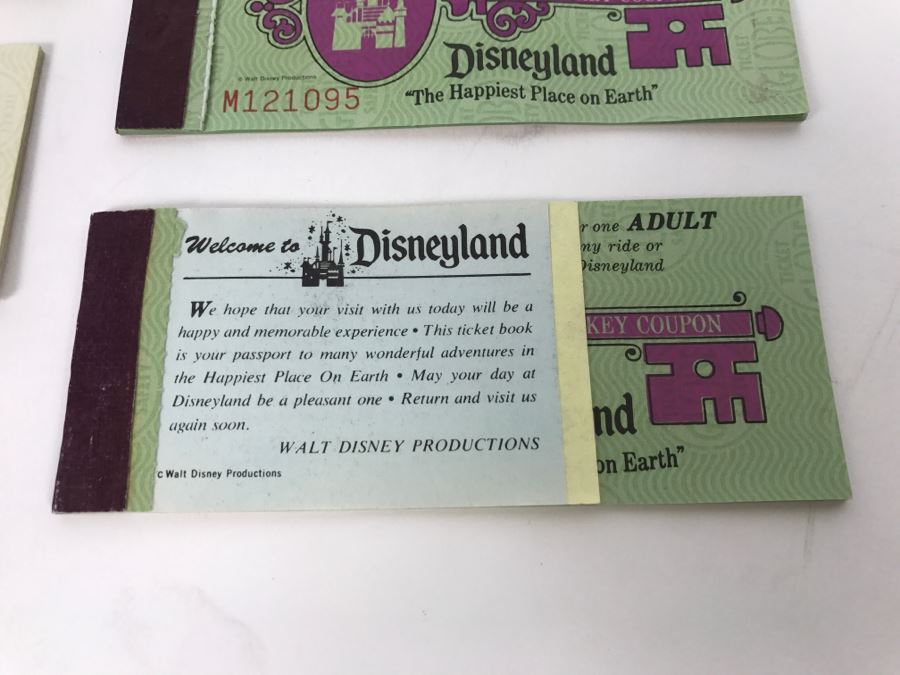 Disneyland
© Walt Disney Productions
M121095
"The Happiest Place on Earth"
Welcome to Disneyland
We hope that your visit with us today will be a
happy and memorable experience • This ticket book
is your passport to many wonderful adventures in
the Happiest Place On Earth • May your day at
Disneyland be a pleasant one • Return and visit us
again soon.
WALT DISNEY PRODUCTIONS
c Walt Disney Productions
one ADULT
ride or
Disneyland
KEY COUPON
nd
on Earth"